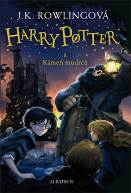 J.K. ROWLINGOVÁ
HARRY POTTER
a
KÁMEN MUDRCŮ
ALBATROS